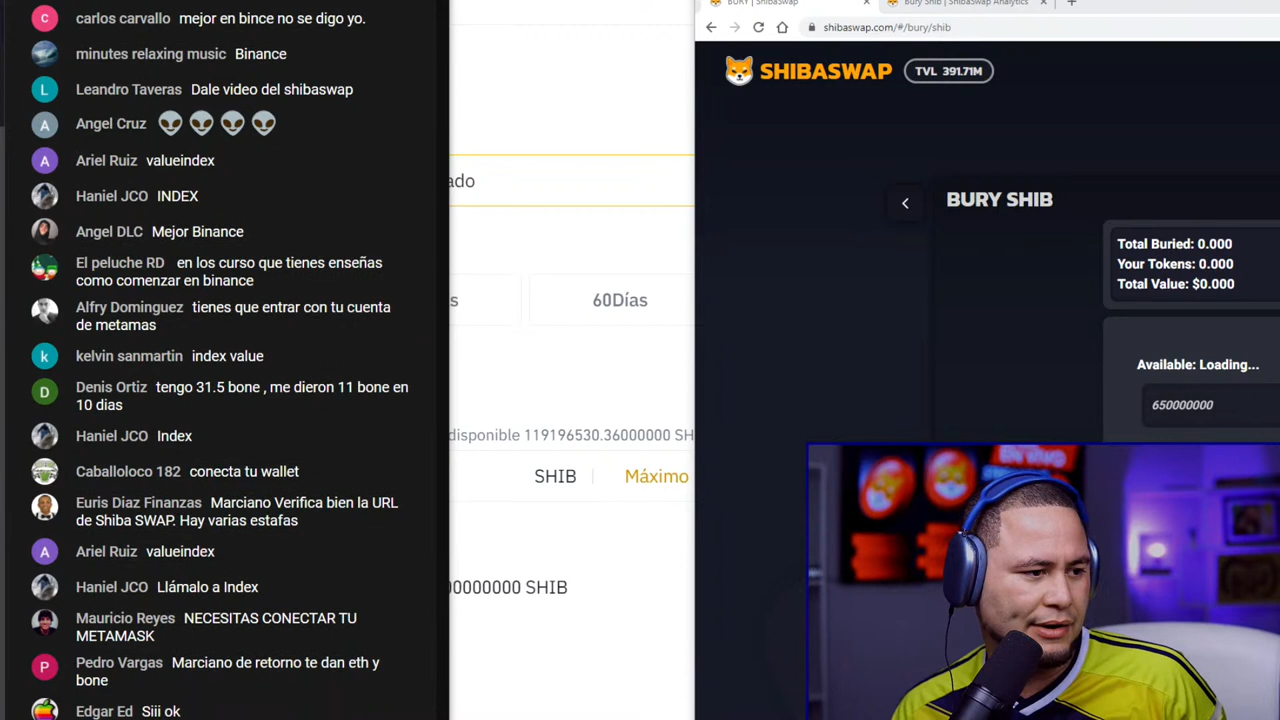 carlos carvallo mejor en bince no se digo yo.
minutes relaxing music Binance
Leandro Taveras Dale video del shibaswap
Angel Cruz
Ariel Ruiz valueindex
Haniel JCO INDEX
Angel DLC Mejor Binance
El peluche RD en los curso que tienes enseñas
como comenzar en binance
Alfry Dominguez tienes que entrar con tu cuenta
de metamas
kelvin sanmartin index value
Denis Ortiz tengo 31.5 bone , me dieron 11 bone en
10 dias
Haniel JCO Index
Caballoloco 182 conecta tu wallet
Euris Diaz Finanzas Marciano Verifica bien la URL
de Shiba SWAP. Hay varias estafas
Ariel Ruiz valueindex
Haniel JCO Llámalo a Index
Mauricio Reyes NECESITAS CONECTAR TU
METAMASK
Pedro Vargas Marciano de retorno te dan eth y
bone
Edgar Ed Siii ok
ado
s
60Días
disponible 119196530.36000000 SH
SHIB
Máximo
00000000 SHIB
BURY | ShibaSwap
Bury Shib | ShibaSwap Analytics
shibaswap.com/#/bury/shib
SHIBASWAP
TVL 391.71M
BURY SHIB
Total Buried: 0.000
Your Tokens: 0.000
Total Value: $0.000
Available: Loading...
650000000
EN VIVO